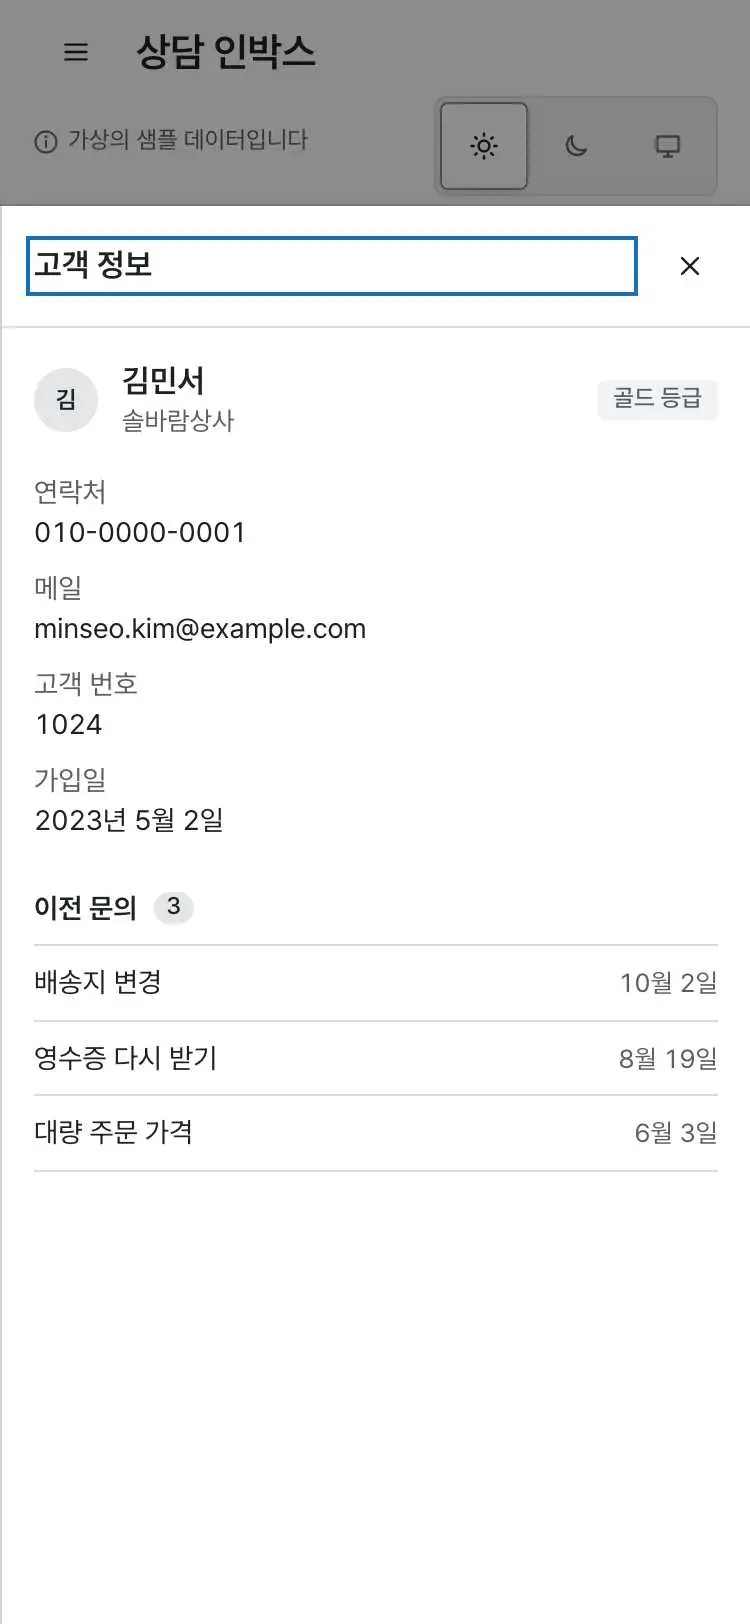 상담 인박스
가상의 샘플 데이터입니다
고객 정보
김
김민서
솔바람상사
골드 등급
연락처
010-0000-0001
메일
minseo.kim@example.com
고객 번호
1024
가입일
2023년 5월 2일
이전 문의 3
배송지 변경 10월 2일
영수증 다시 받기 8월 19일
대량 주문 가격 6월 3일